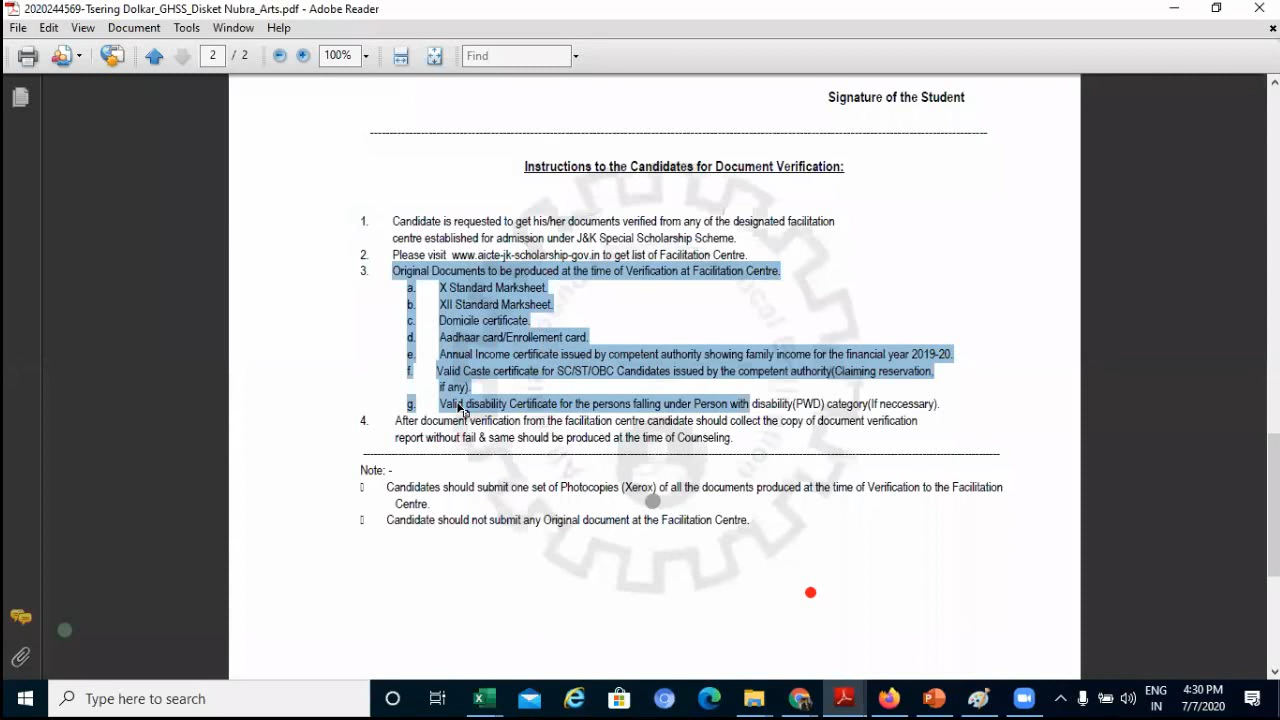 2020244569-Tsering Dolkar_GHSS_Disket Nubra_Arts.pdf - Adobe Reader
File Edit View Document Tools Window Help
2 / 2 100% Find
Signature of the Student
Instructions to the Candidates for Document Verification:
1. Candidate is requested to get his/her documents verified from any of the designated facilitation
centre established for admission under J&K Special Scholarship Scheme.
2. Please visit www.aicte-jk-scholarship-gov.in to get list of Facilitation Centre.
3. Original Documents to be produced at the time of Verification at Facilitation Centre.
a. X Standard Marksheet.
b. XII Standard Marksheet.
c. Domicile certificate.
d. Aadhaar card/Enrollement card.
e. Annual Income certificate issued by competent authority showing family income for the financial year 2019-20.
f. Valid Caste certificate for SC/ST/OBC Candidates issued by the competent authority(Claiming reservation,
if any).
g. Valid disability Certificate for the persons falling under Person with disability(PWD) category(If neccessary).
4. After document verification from the facilitation centre candidate should collect the copy of document verification
report without fail & same should be produced at the time of Counseling.
Note: -
Candidates should submit one set of Photocopies (Xerox) of all the documents produced at the time of Verification to the Facilitation
Centre.
Candidate should not submit any Original document at the Facilitation Centre.
Type here to search
ENG
IN
4:30 PM
7/7/2020